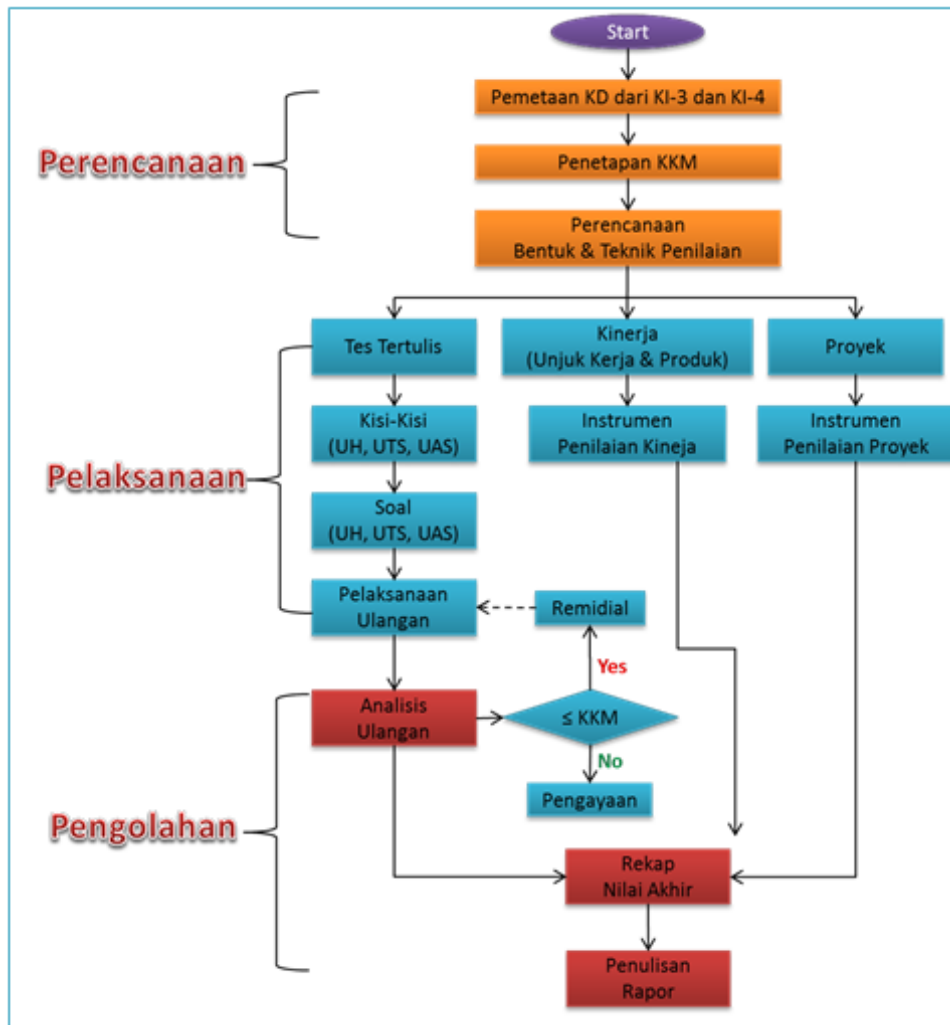 Start
Pemetaan KD dari KI-3 dan KI-4
Perencanaan
Penetapan KKM
Perencanaan
Bentuk & Teknik Penilaian
Tes Tertulis
Kinerja
(Unjuk Kerja & Produk)
Proyek
Kisi-Kisi
(UH, UTS, UAS)
Instrumen
Penilaian Kineja
Instrumen
Penilaian Proyek
Pelaksanaan
Soal
(UH, UTS, UAS)
Pelaksanaan
Ulangan
Remidial
Yes
Analisis
Ulangan
≤ KKM
No
Pengayaan
Pengolahan
Rekap
Nilai Akhir
Penulisan
Rapor